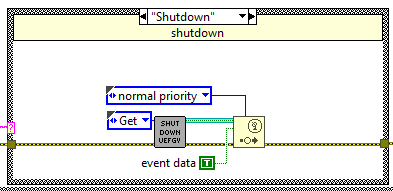 "Shutdown"
shutdown
normal priority
Get
SHUT
DOWN
UEFGV
event data
T
?